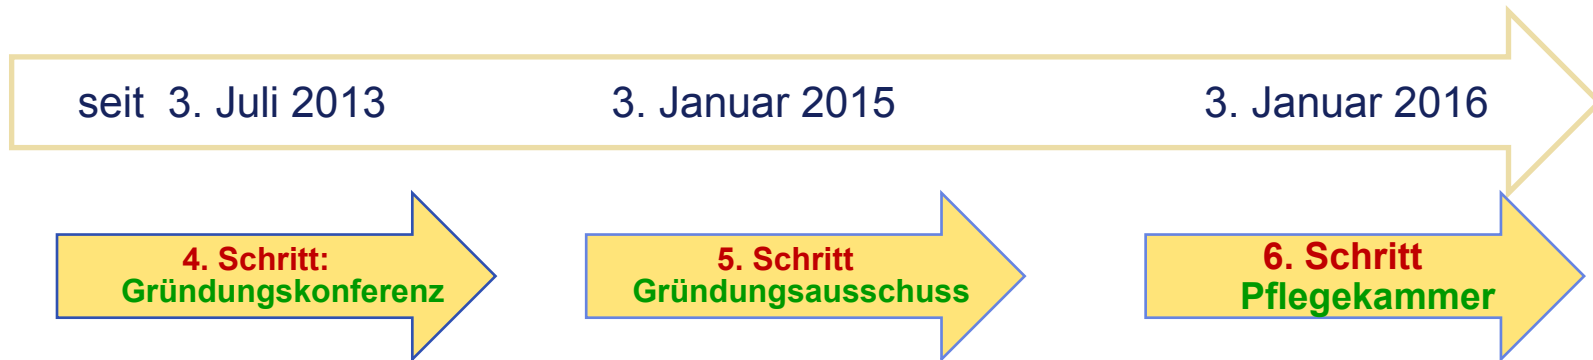 seit 3. Juli 2013
3. Januar 2015
3. Januar 2016
4. Schritt:
Gründungskonferenz
5. Schritt
Gründungsausschuss
6. Schritt
Pflegekammer